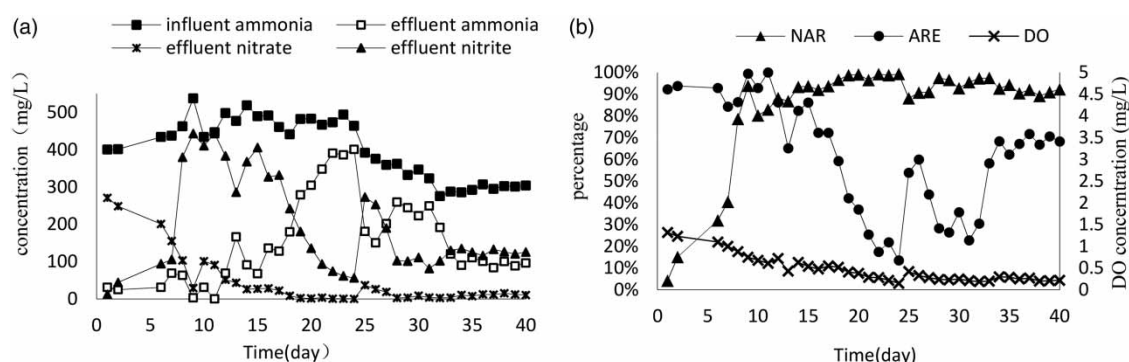 (a)
influent ammonia
effluent ammonia
effluent nitrate
effluent nitrite
concentration（mg/L）
500
400
300
200
100
0
0 5 10 15 20 25 30 35 40
Time(day）
(b)
NAR ARE DO
percentage
100%
90%
80%
70%
60%
50%
40%
30%
20%
10%
0%
5
4.5
4
3.5
3
2.5
2
1.5
1
0.5
0
DO concerntration (mg/L)
0 5 10 15 20 25 30 35 40
Time(day)